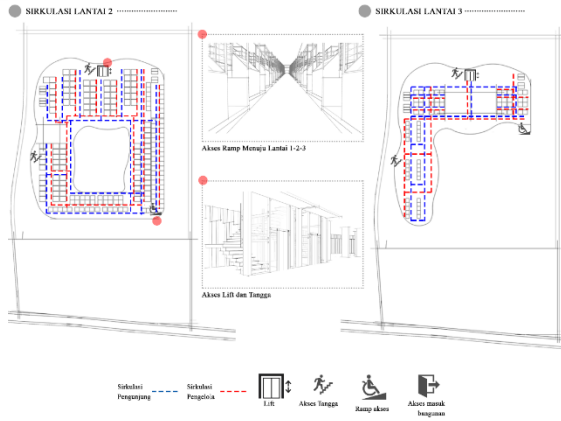 SIRKULASI LANTAI 2
SIRKULASI LANTAI 3
Akses Ramp Menuju Lantai 1-2-3
Akses Lift dan Tangga
Sirkulasi
Pengunjung
Sirkulasi
Pengelola
Lift
Akses Tangga
Ramp akses
Akses masuk
bangunan